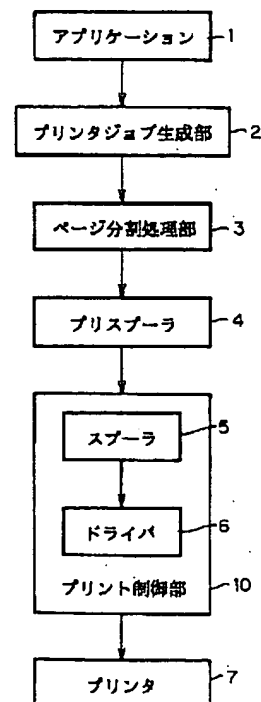 アプリケーション 1
プリンタジョブ生成部 2
ページ分割処理部 3
プリスプーラ 4
スプーラ 5
ドライバ 6
プリント制御部 10
プリンタ 7